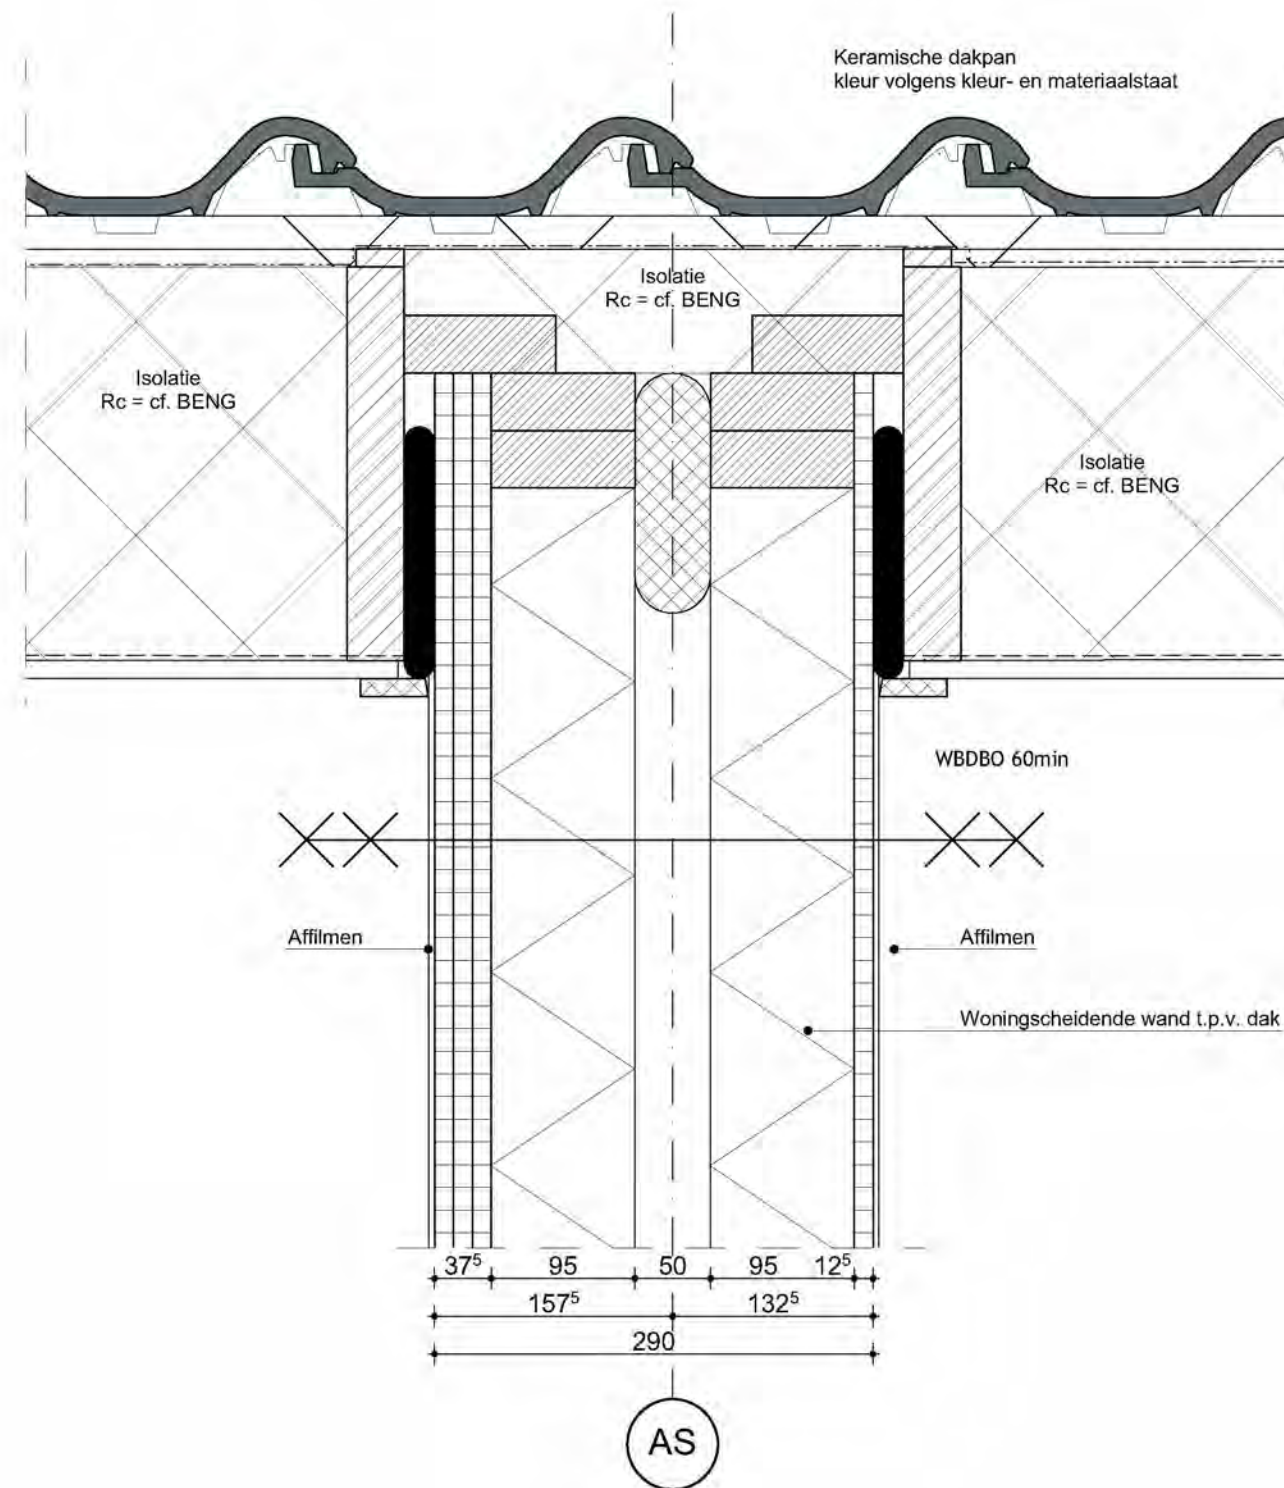 Keramische dakpan
kleur volgens kleur- en materiaalstaat
Isolatie
Rc = cf. BENG
Isolatie
Rc = cf. BENG
Isolatie
Rc = cf. BENG
WBDBO 60min
Affilmen
Affilmen
Woningscheidende wand t.p.v. dak
37⁵ 95 50 95 12⁵
157⁵ 132⁵
290
AS